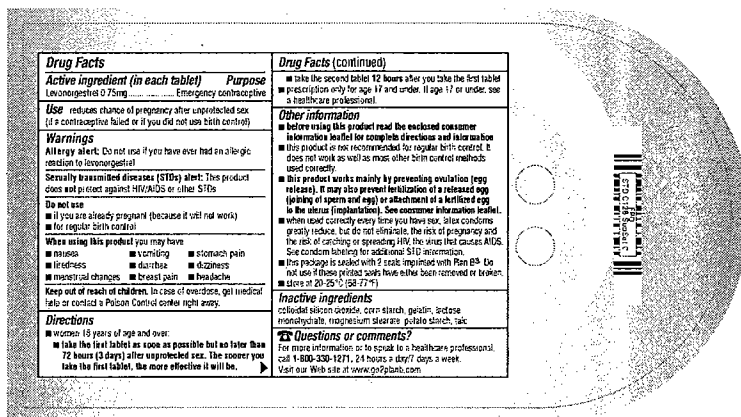 Drug Facts
Active ingredient (in each tablet) Purpose
Levonorgestrel 0.75mg.................... Emergency contraceptive
Use reduces chance of pregnancy after unprotected sex
(if a contraceptive failed or if you did not use birth control)
Warnings
Allergy alert: Do not use if you have ever had an allergic
reaction to levonorgestrel
Sexually transmitted diseases (STDs) alert: This product
does not protect against HIV/AIDS or other STDs
Do not use
■ if you are already pregnant (because it will not work)
■ for regular birth control
When using this product you may have
■ nausea ■ vomiting ■ stomach pain
■ tiredness ■ diarrhea ■ dizziness
■ menstrual changes ■ breast pain ■ headache
Keep out of reach of children. In case of overdose, get medical
help or contact a Poison Control center right away.
Directions
■ women 18 years of age and over:
■ take the first tablet as soon as possible but no later than
72 hours (3 days) after unprotected sex. The sooner you
take the first tablet, the more effective it will be.
Drug Facts (continued)
■ take the second tablet 12 hours after you take the first tablet
■ prescription only for age 17 and under. If age 17 or under, see
a healthcare professional.
Other information
■ before using this product read the enclosed consumer
information leaflet for complete directions and information
■ this product is not recommended for regular birth control. It
does not work as well as most other birth control methods
used correctly.
■ this product works mainly by preventing ovulation (egg
release). It may also prevent fertilization of a released egg
(joining of sperm and egg) or attachment of a fertilized egg
to the uterus (implantation). See consumer information leaflet.
■ when used correctly every time you have sex, latex condoms
greatly reduce, but do not eliminate, the risk of pregnancy and
the risk of catching or spreading HIV, the virus that causes AIDS.
See condom labeling for additional STD information.
■ this package is sealed with 2 seals imprinted with Plan B®. Do
not use if these printed seals have either been removed or broken.
■ store at 20-25°C (68-77°F)
Inactive ingredients
colloidal silicon dioxide, corn starch, gelatin, lactose
monohydrate, magnesium stearate, potato starch, talc
☎ Questions or comments?
For more information or to speak to a healthcare professional,
call 1-800-330-1271, 24 hours a day/7 days a week.
Visit our Web site at www.go2planb.com
STD C128 SubSet C